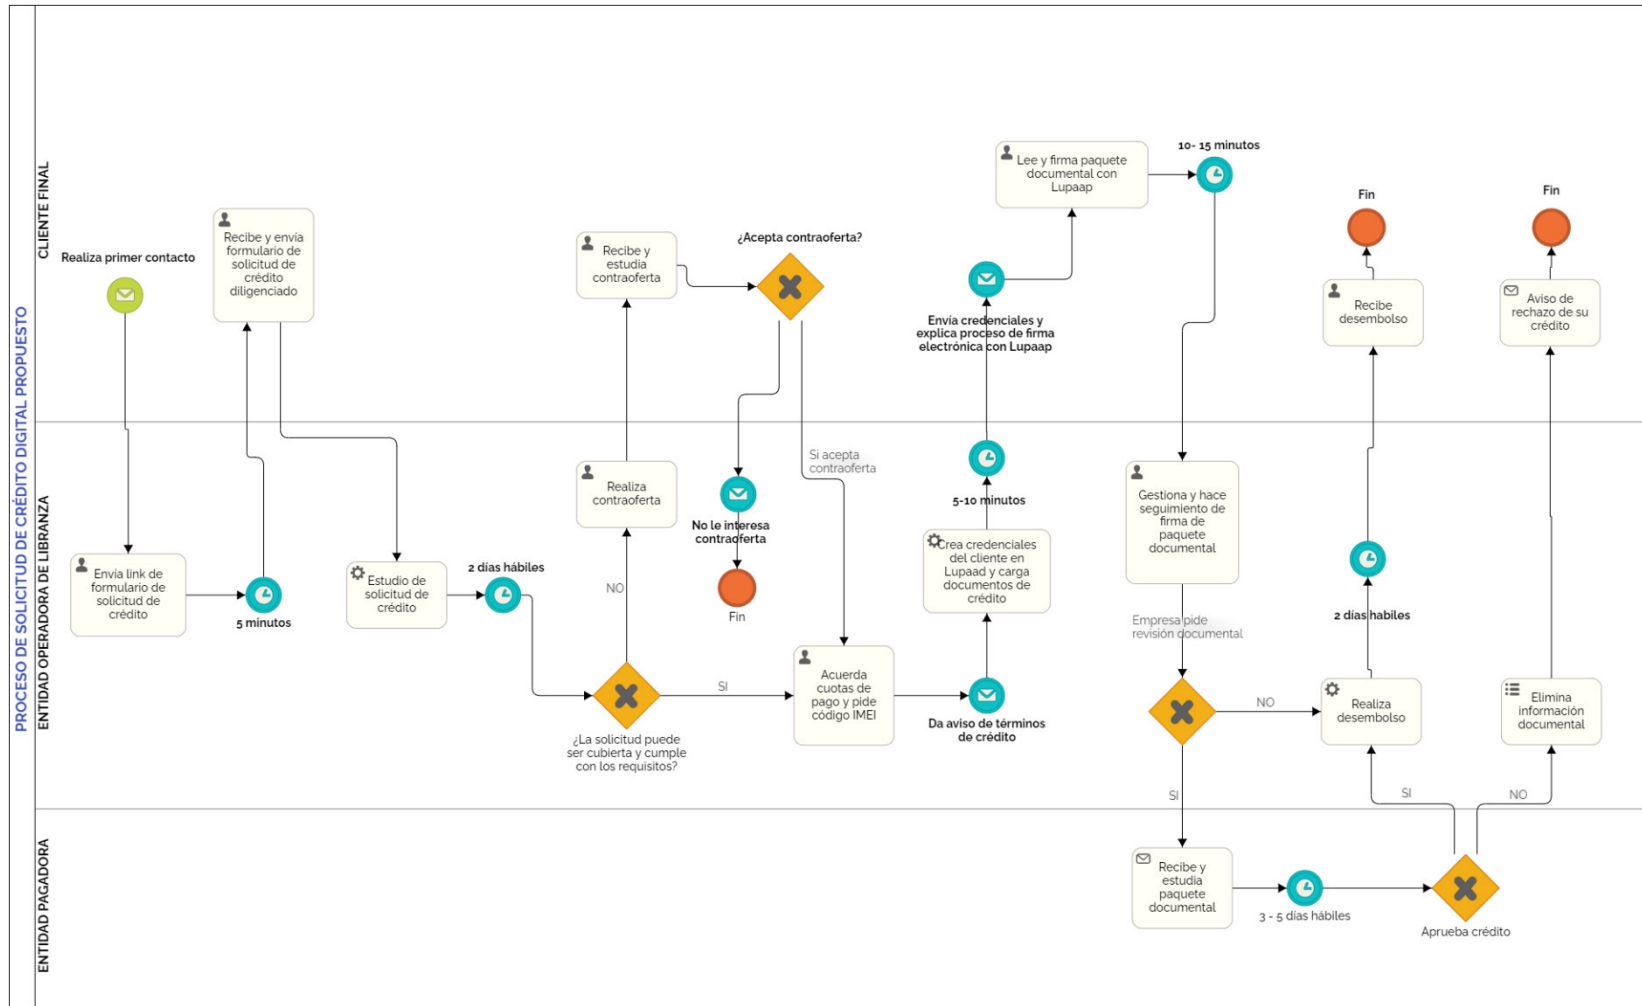 PROCESO DE SOLICITUD DE CRÉDITO DIGITAL PROPUESTO
CLIENTE FINAL
Realiza primer contacto
Recibe y envía
formulario de
solicitud de
crédito
diligenciado
Recibe y
estudia
contraoferta
¿Acepta contraoferta?
Envía credenciales y
explica proceso de firma
electrónica con Lupaap
Lee y firma paquete
documental con
Lupaap
10- 15 minutos
Fin
Recibe
desembolso
Fin
Aviso de
rechazo de su
crédito
ENTIDAD OPERADORA DE LIBRANZA
Envía link de
formulario de
solicitud de
crédito
5 minutos
Estudio de
solicitud de
crédito
2 días hábiles
Realiza
contraoferta
NO
¿La solicitud puede
ser cubierta y cumple
con los requisitos?
SI
No le interesa
contraoferta
Fin
Si acepta
contraoferta
Acuerda
cuotas de
pago y pide
código IMEI
Da aviso de términos
de crédito
Crea credenciales
del cliente en
Lupaad y carga
documentos de
crédito
5-10 minutos
Gestiona y hace
seguimiento de
firma de
paquete
documental
Empresa pide
revisión documental
NO
SI
Realiza
desembolso
2 días habiles
Elimina
información
documental
SI
NO
ENTIDAD PAGADORA
Recibe y
estudia
paquete
documental
3 - 5 días hábiles
Aprueba crédito